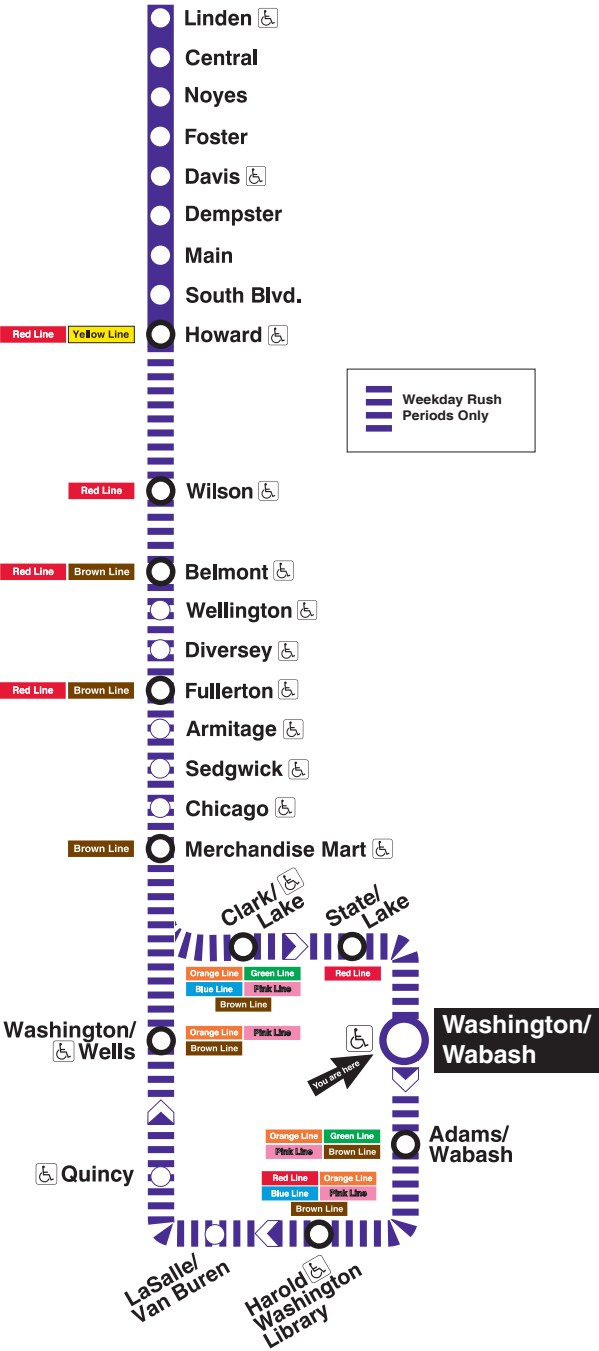 Linden
Central
Noyes
Foster
Davis
Dempster
Main
South Blvd.
Red Line Yellow Line Howard
Weekday Rush
Periods Only
Red Line Wilson
Red Line Brown Line Belmont
Wellington
Diversey
Red Line Brown Line Fullerton
Armitage
Sedgwick
Chicago
Brown Line Merchandise Mart
Clark/
Lake
State/
Lake
Orange Line Green Line
Blue Line Pink Line
Brown Line
Red Line
Washington/
Wells
Orange Line Pink Line
Brown Line
You are here
Washington/
Wabash
Orange Line Green Line
Pink Line Brown Line
Adams/
Wabash
Quincy
Red Line Orange Line
Blue Line Pink Line
Brown Line
LaSalle/
Van Buren
Harold
Washington
Library